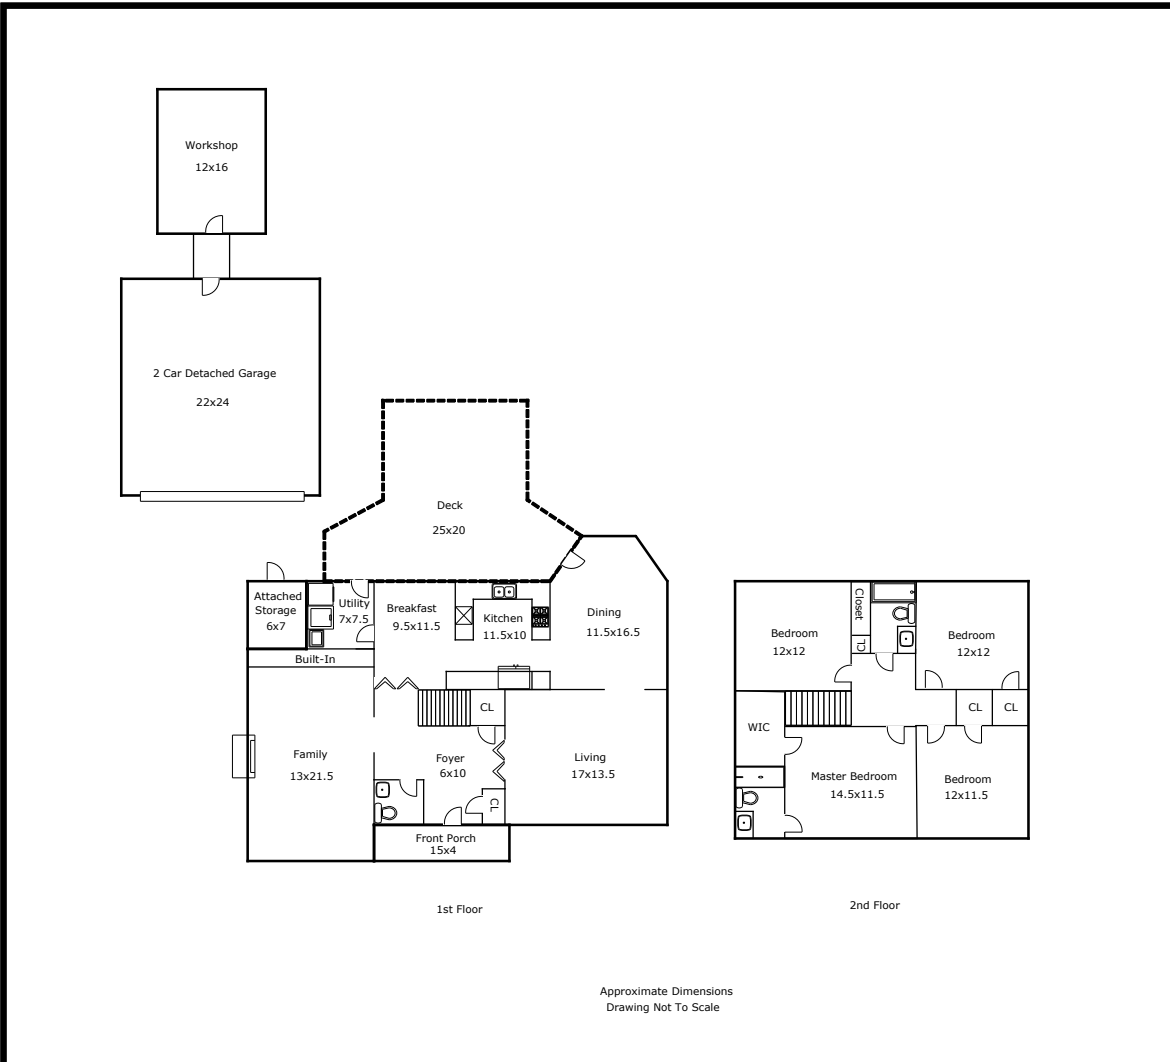 Workshop
12x16
2 Car Detached Garage
22x24
Deck
25x20
Attached
Storage
6x7
Utility
7x7.5
Breakfast
9.5x11.5
Kitchen
11.5x10
Dining
11.5x16.5
Built-In
CL
Family
13x21.5
Foyer
6x10
Living
17x13.5
CL
Front Porch
15x4
1st Floor
Closet
CL
Bedroom
12x12
Bedroom
12x12
WIC
CL
CL
Master Bedroom
14.5x11.5
Bedroom
12x11.5
2nd Floor
Approximate Dimensions
Drawing Not To Scale